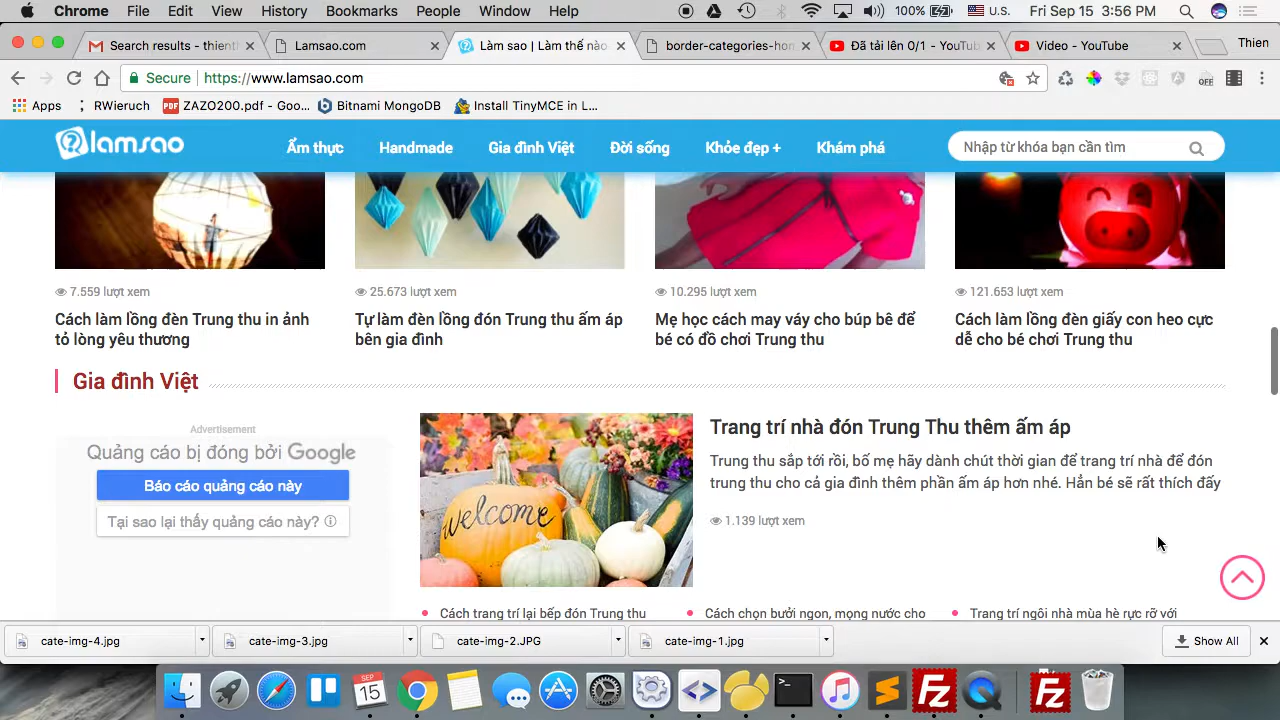 Chrome File Edit View History Bookmarks People Window Help 100% U.S. Fri Sep 15 3:56 PM
Search results - thient Lamsao.com Làm sao | Làm thế nào border-categories-hon Đã tải lên 0/1 - YouTub Video - YouTube Thien
Secure https://www.lamsao.com
Apps RWieruch ZAZO200.pdf - Goo... Bitnami MongoDB Install TinyMCE in L...
lamsao Ẩm thực Handmade Gia đình Việt Đời sống Khỏe đẹp + Khám phá Nhập từ khóa bạn cần tìm
7.559 lượt xem 25.673 lượt xem 10.295 lượt xem 121.653 lượt xem
Cách làm lồng đèn Trung thu in ảnh Tự làm đèn lồng đón Trung thu ấm áp Mẹ học cách may váy cho búp bê để Cách làm lồng đèn giấy con heo cực
tỏ lòng yêu thương bên gia đình bé có đồ chơi Trung thu dễ cho bé chơi Trung thu
Gia đình Việt
Advertisement
Quảng cáo bị đóng bởi Google
Báo cáo quảng cáo này
Tại sao lại thấy quảng cáo này?
welcome
Trang trí nhà đón Trung Thu thêm ấm áp
Trung thu sắp tới rồi, bố mẹ hãy dành chút thời gian để trang trí nhà để đón
trung thu cho cả gia đình thêm phần ấm áp hơn nhé. Hẳn bé sẽ rất thích đấy
1.139 lượt xem
Cách trang trí lại bếp đón Trung thu Cách chọn bưởi ngon, mọng nước cho Trang trí ngôi nhà mùa hè rực rỡ với
cate-img-4.jpg cate-img-3.jpg cate-img-2.JPG cate-img-1.jpg Show All
SEP
15